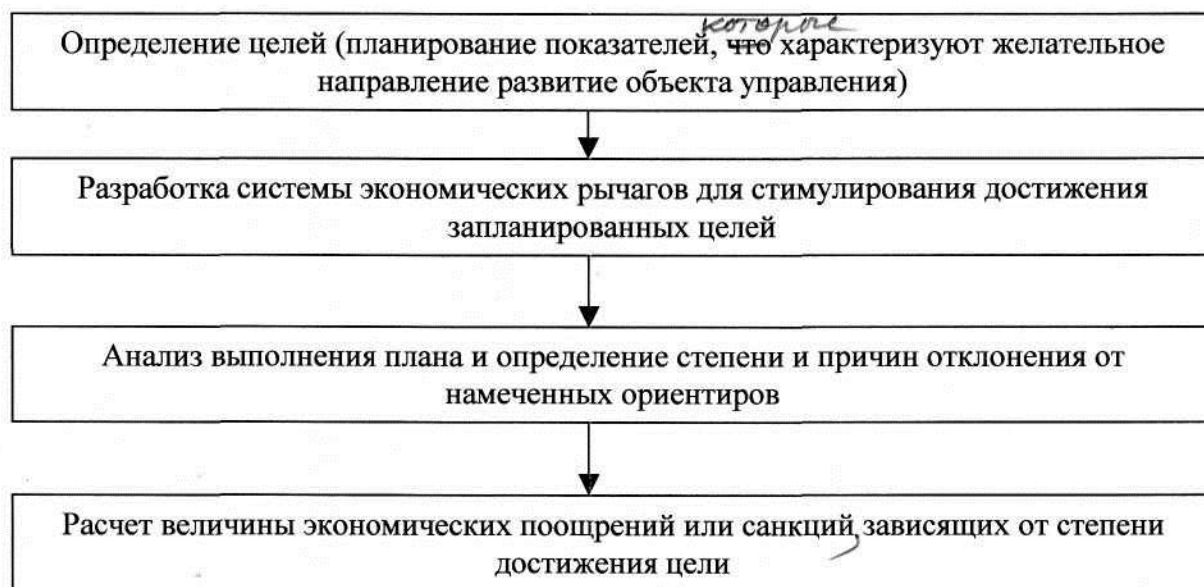 которые
Определение целей (планирование показателей, что характеризуют желательное
направление развитие объекта управления)
Разработка системы экономических рычагов для стимулирования достижения
запланированных целей
Анализ выполнения плана и определение степени и причин отклонения от
намеченных ориентиров
Расчет величины экономических поощрений или санкций, зависящих от степени
достижения цели